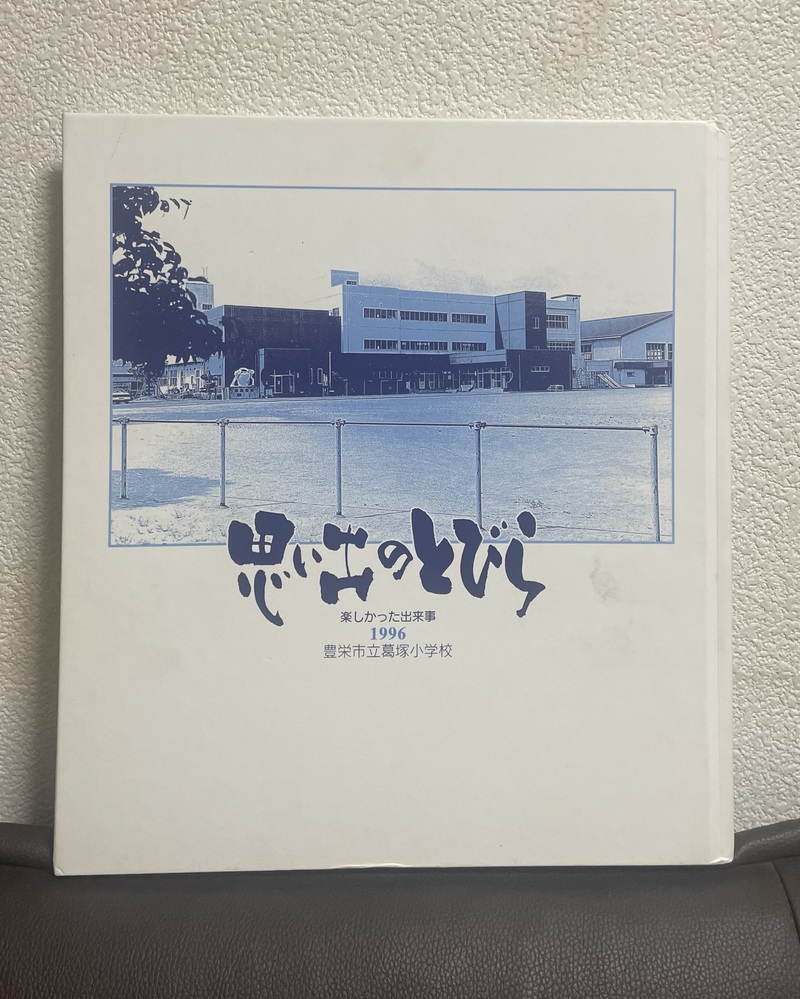 思い出のとびら
楽しかった出来事
1996
豊栄市立葛塚小学校